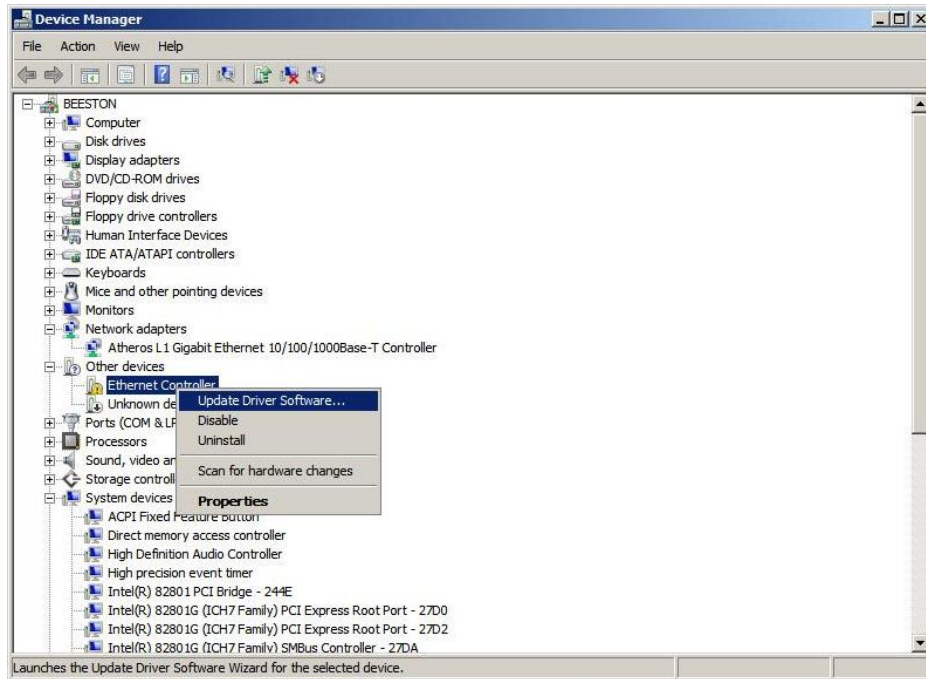 Device Manager
File Action View Help
BEESTON
Computer
Disk drives
Display adapters
DVD/CD-ROM drives
Floppy disk drives
Floppy drive controllers
Human Interface Devices
IDE ATA/ATAPI controllers
Keyboards
Mice and other pointing devices
Monitors
Network adapters
Atheros L1 Gigabit Ethernet 10/100/1000Base-T Controller
Other devices
Ethernet Controller
Update Driver Software...
Unknown de
Disable
Ports (COM & LP
Uninstall
Processors
Sound, video an
Scan for hardware changes
Storage controll
System devices
Properties
ACPI Fixed Feature Button
Direct memory access controller
High Definition Audio Controller
High precision event timer
Intel(R) 82801 PCI Bridge - 244E
Intel(R) 82801G (ICH7 Family) PCI Express Root Port - 27D0
Intel(R) 82801G (ICH7 Family) PCI Express Root Port - 27D2
Intel(R) 82801G (ICH7 Family) SMBus Controller - 27DA
Launches the Update Driver Software Wizard for the selected device.